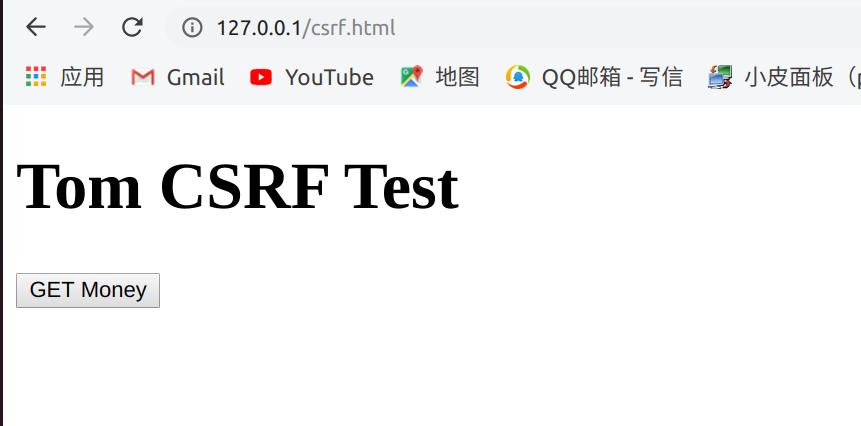 127.0.0.1/csrf.html
应用 Gmail YouTube 地图 QQ邮箱 - 写信 小皮面板（p
Tom CSRF Test
GET Money